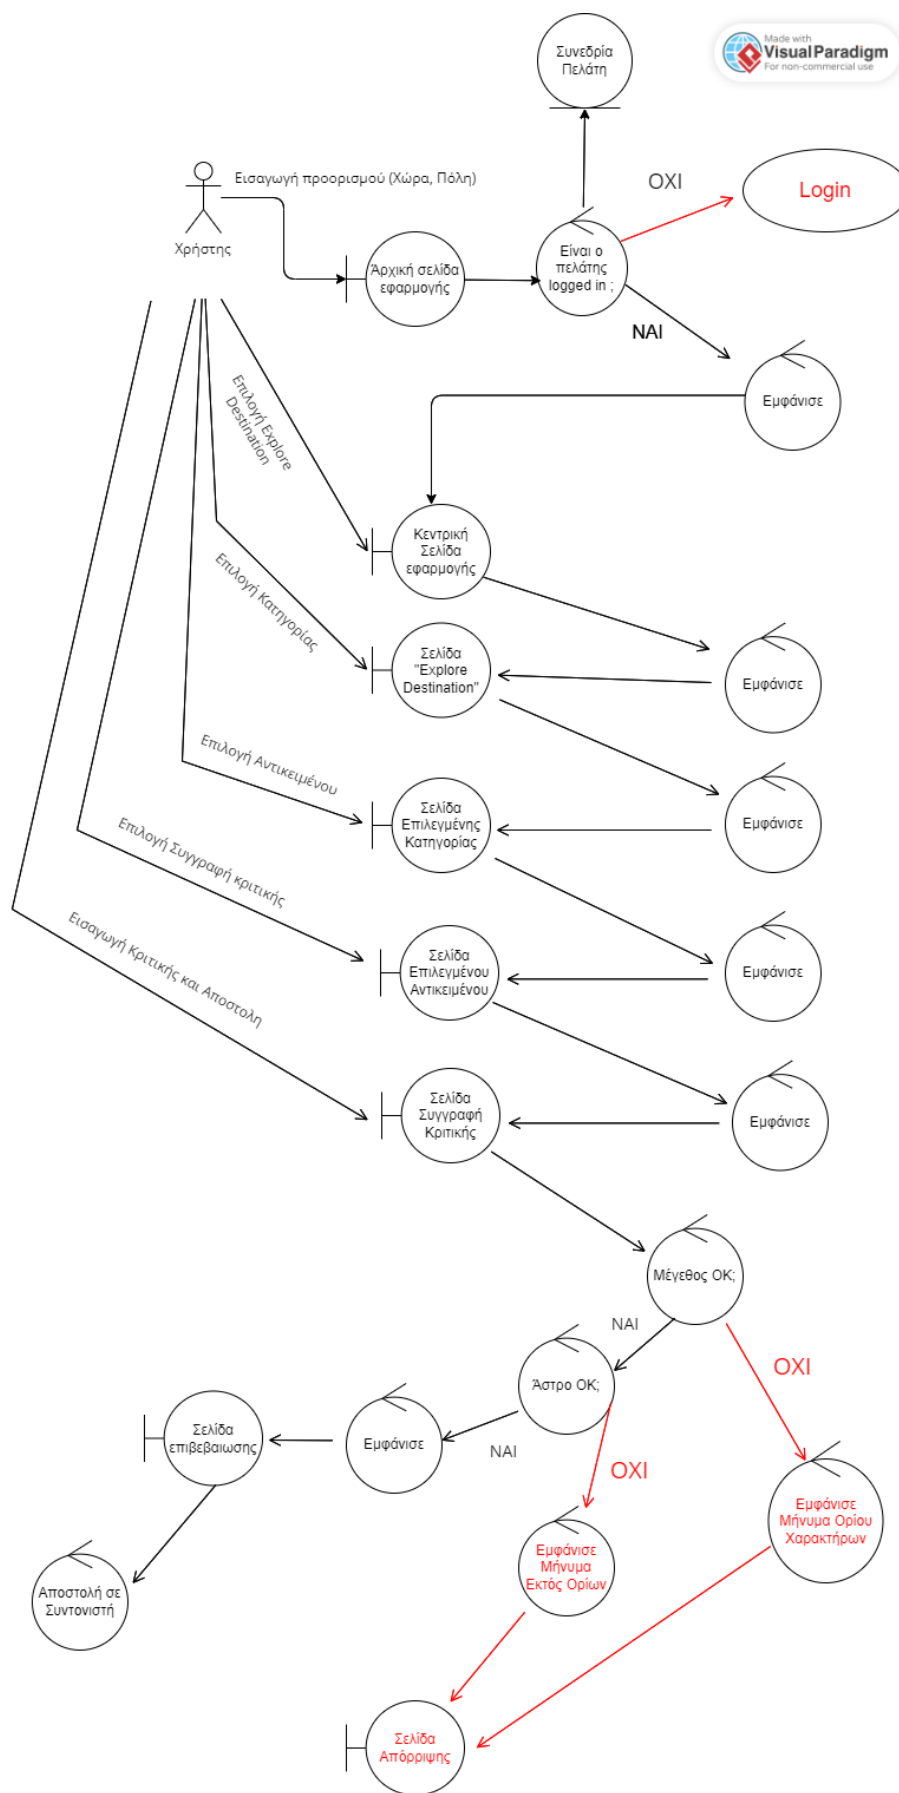 Συνεδρία
Πελάτη
Made with
Visual Paradigm
For non-commercial use
Εισαγωγή προορισμού (Χώρα, Πόλη)
ΟΧΙ
Login
Χρήστης
Άρχική σελίδα
εφαρμογής
Είναι ο
πελάτης
logged in ;
ΝΑΙ
Εμφάνισε
Επιλογή Explore
Destination
Κεντρική
Σελίδα
εφαρμογής
Επιλογή Κατηγορίας
Σελίδα
"Explore
Destination"
Εμφάνισε
Επιλογή Αντικειμένου
Σελίδα
Επιλεγμένης
Κατηγορίας
Εμφάνισε
Επιλογή Συγγραφή κριτικής
Σελίδα
Επιλεγμένου
Αντικειμένου
Εμφάνισε
Εισαγωγή Κριτικής και Αποστολη
Σελίδα
Συγγραφή
Κριτικής
Εμφάνισε
Μέγεθος ΟΚ;
ΝΑΙ
ΟΧΙ
Άστρο ΟΚ;
Σελίδα
επιβεβαιωσης
Εμφάνισε
ΝΑΙ
ΟΧΙ
Εμφάνισε
Μήνυμα Ορίου
Χαρακτήρων
Εμφάνισε
Μήνυμα
Εκτός Ορίων
Αποστολή σε
Συντονιστή
Σελίδα
Απόρριψης